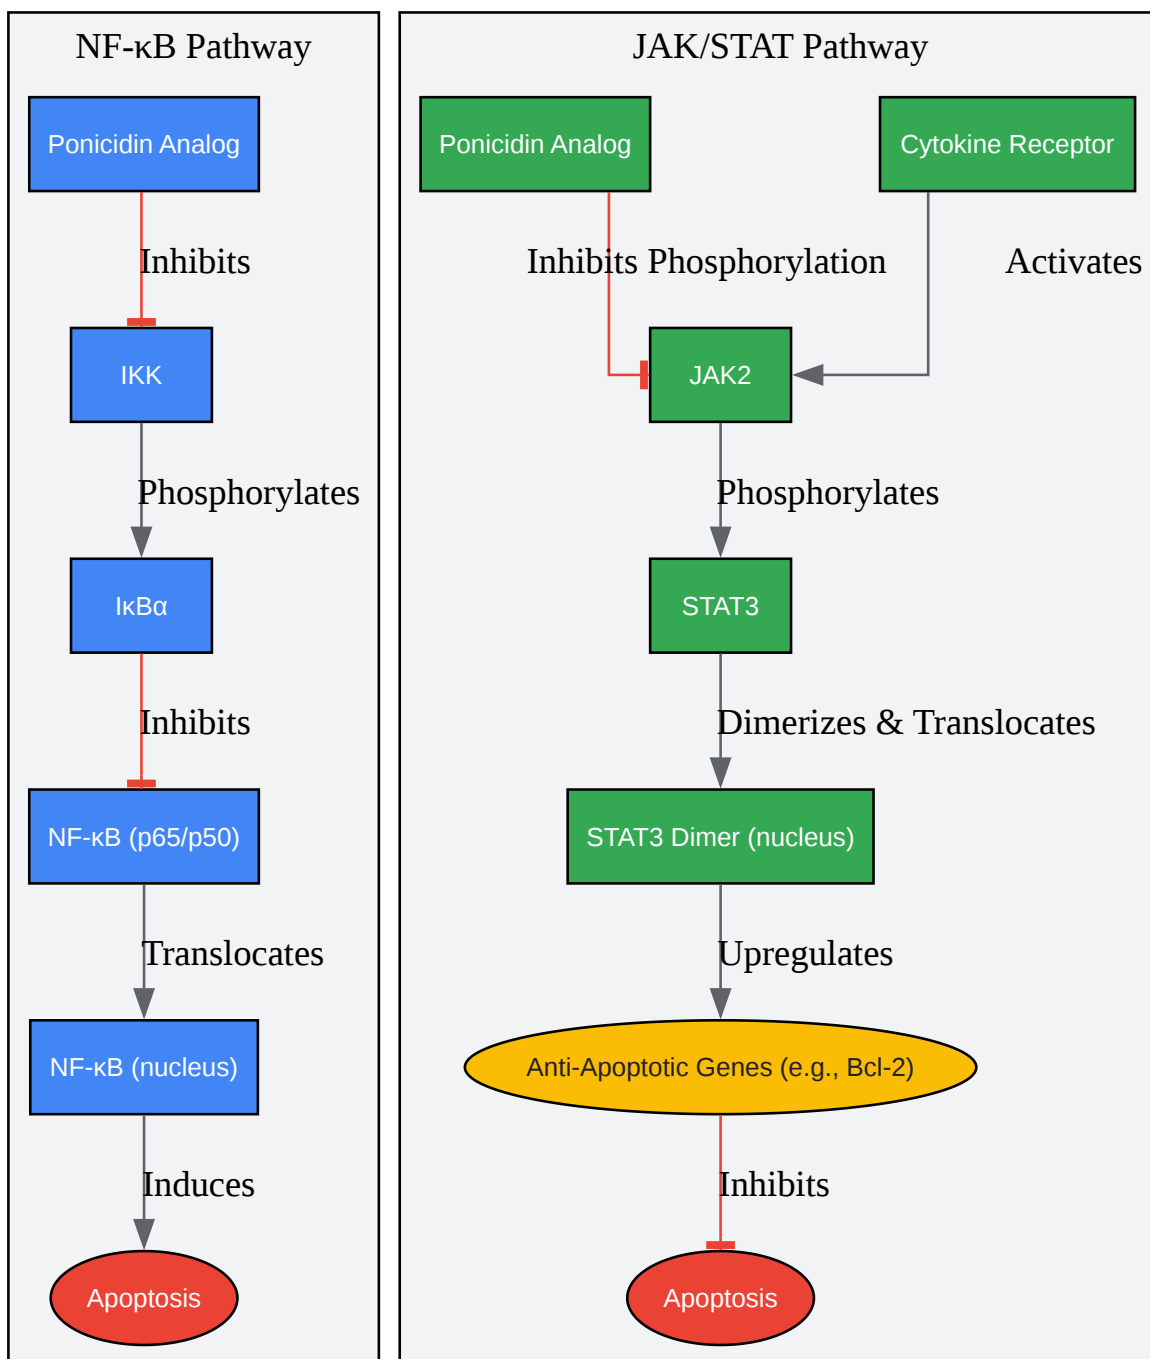 NF-κB Pathway
Ponicidin Analog
Inhibits
IKK
Phosphorylates
IκBα
Inhibits
NF-κB (p65/p50)
Translocates
NF-κB (nucleus)
Induces
Apoptosis
JAK/STAT Pathway
Ponicidin Analog
Cytokine Receptor
Inhibits Phosphorylation
Activates
JAK2
Phosphorylates
STAT3
Dimerizes & Translocates
STAT3 Dimer (nucleus)
Upregulates
Anti-Apoptotic Genes (e.g., Bcl-2)
Inhibits
Apoptosis